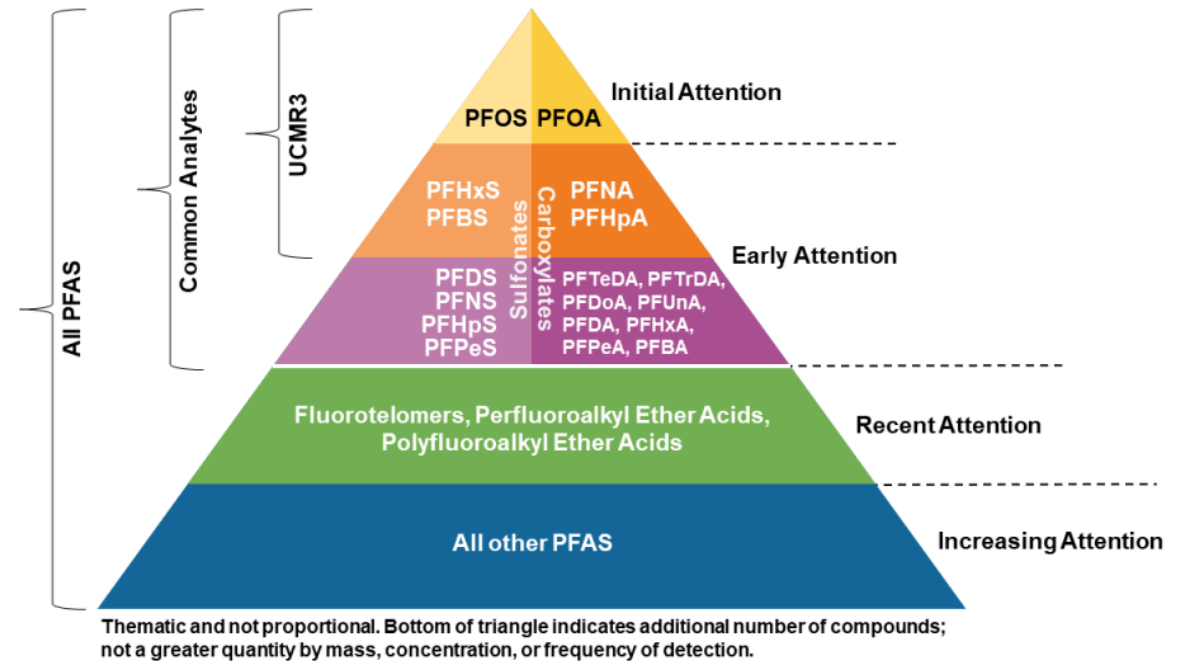 All PFAS
Common Analytes
UCMR3
PFOS PFOA
Initial Attention
PFHxS
PFBS
Sulfonates
Carboxylates
PFNA
PFHpA
Early Attention
PFDS
PFNS
PFHpS
PFPeS
PFTeDA, PFTrDA,
PFDoA, PFUnA,
PFDA, PFHxA,
PFPeA, PFBA
Fluorotelomers, Perfluoroalkyl Ether Acids,
Polyfluoroalkyl Ether Acids
Recent Attention
All other PFAS
Increasing Attention
Thematic and not proportional. Bottom of triangle indicates additional number of compounds;
not a greater quantity by mass, concentration, or frequency of detection.